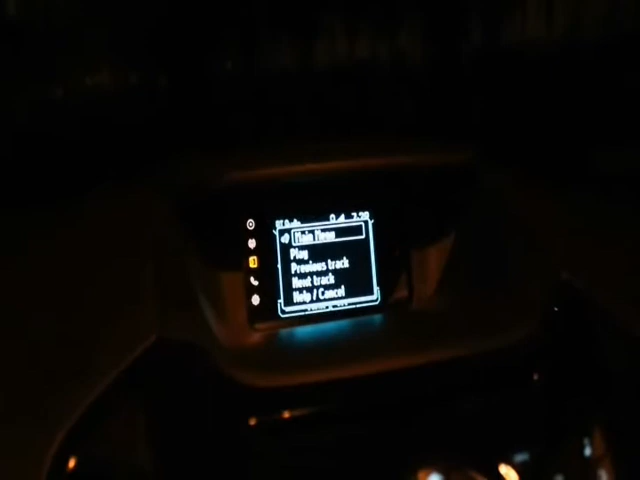 Main Menu
Play
Previous track
Next track
Help / Cancel